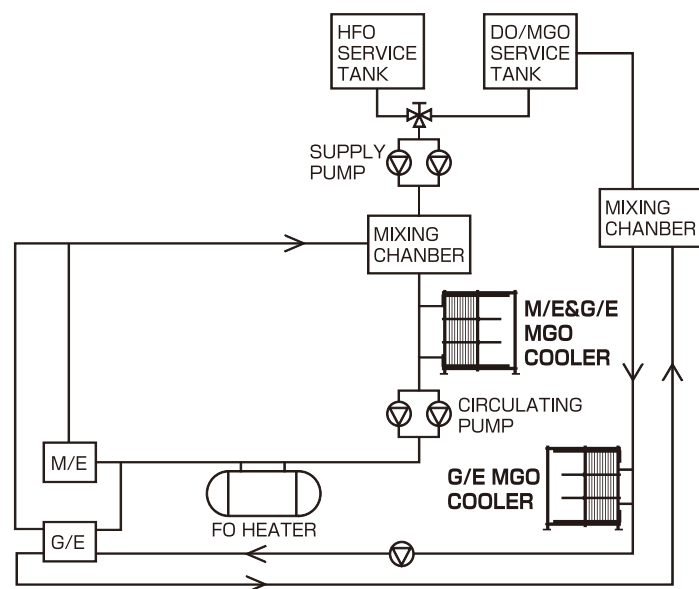 HFO
SERVICE
TANK
DO/MGO
SERVICE
TANK
SUPPLY
PUMP
MIXING
CHANBER
MIXING
CHANBER
M/E&G/E
MGO
COOLER
CIRCULATING
PUMP
M/E
G/E MGO
COOLER
FO HEATER
G/E